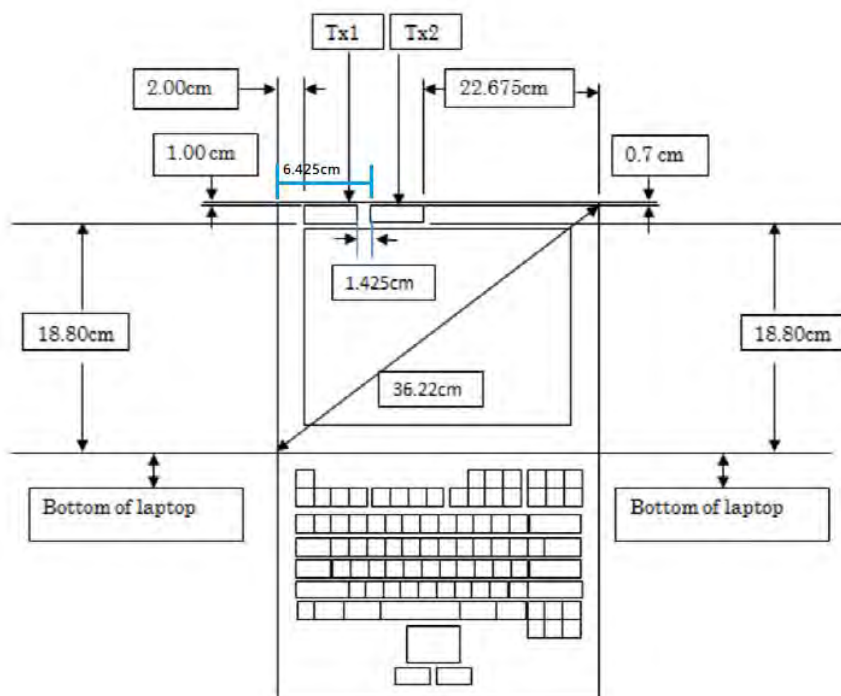 Tx1
Tx2
2.00cm
22.675cm
1.00 cm
6.425cm
0.7 cm
1.425cm
18.80cm
18.80cm
36.22cm
Bottom of laptop
Bottom of laptop